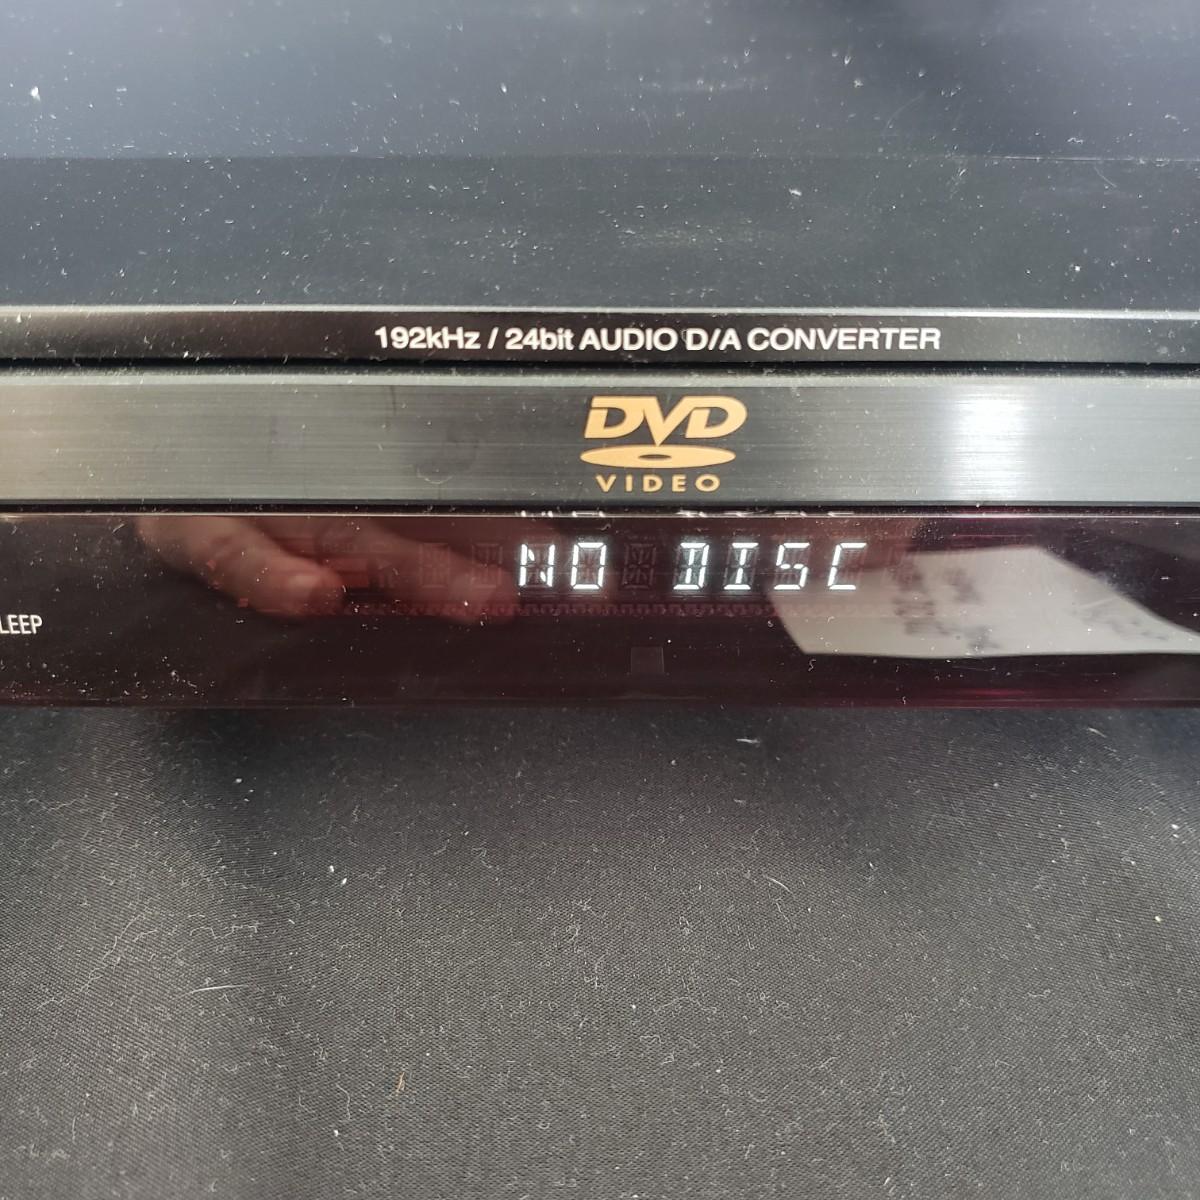 192kHz / 24bit AUDIO D/A CONVERTER
DVD
VIDEO
NO DISC
LEEP